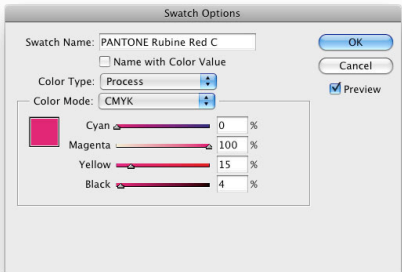 Swatch Options
Swatch Name: PANTONE Rubine Red C
OK
Name with Color Value
Cancel
Color Type: Process
Preview
Color Mode: CMYK
Cyan 0 %
Magenta 100 %
Yellow 15 %
Black 4 %